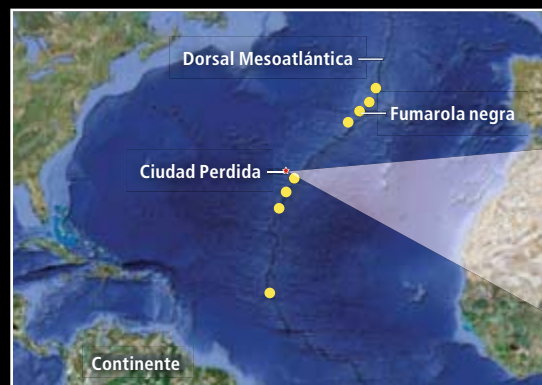 Dorsal Mesoatlántica
Fumarola negra
Ciudad Perdida
Continente